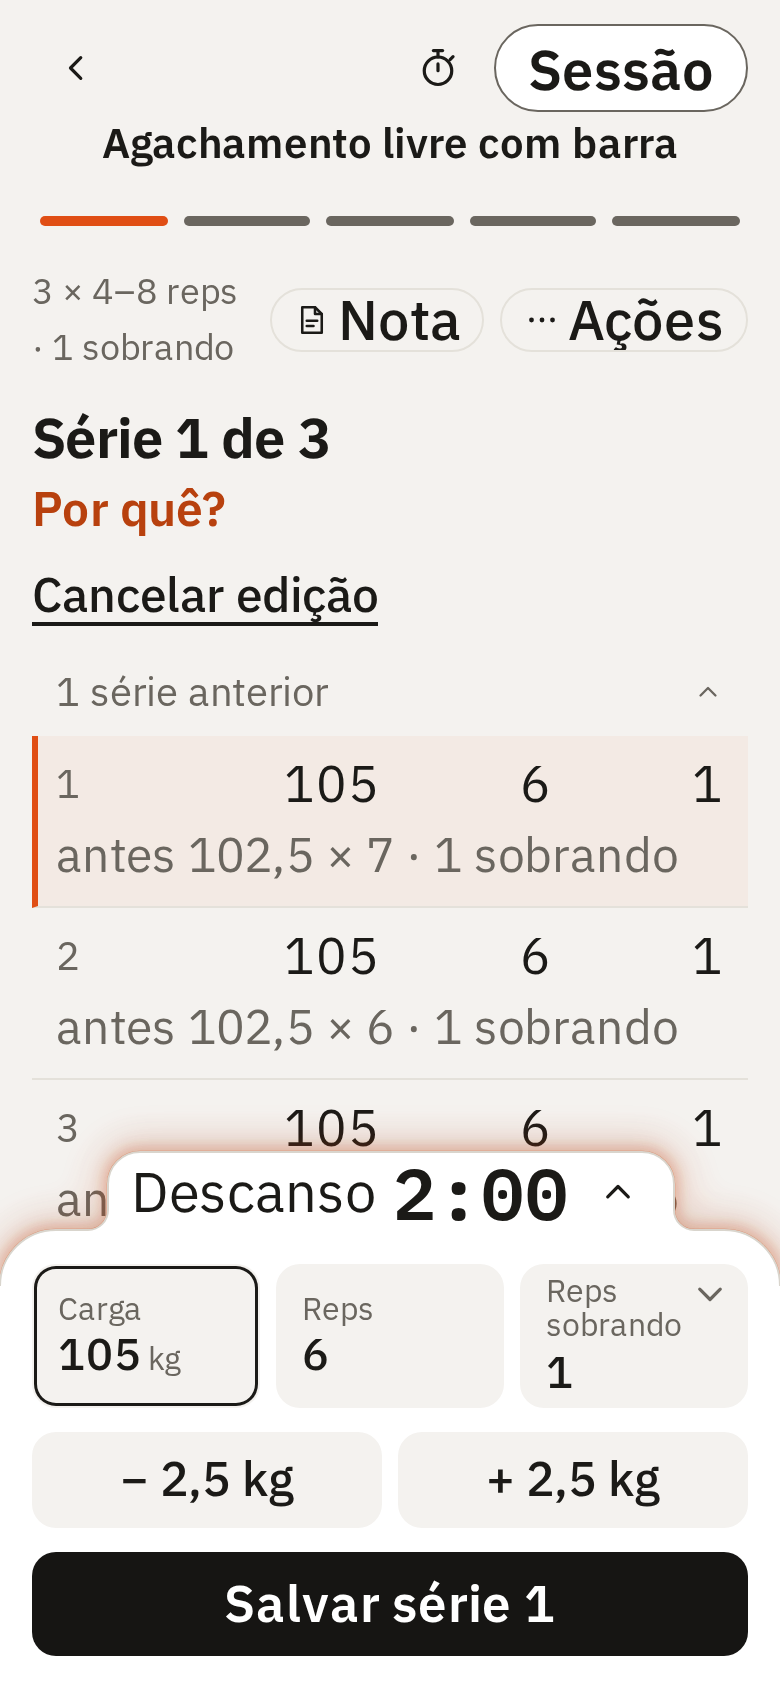 Sessão
Agachamento livre com barra
3 × 4–8 reps
· 1 sobrando
Nota
··· Ações
Série 1 de 3
Por quê?
Cancelar edição
1 série anterior
1 105 6 1
antes 102,5 × 7 · 1 sobrando
2 105 6 1
antes 102,5 × 6 · 1 sobrando
3 105 6 1
an
Descanso 2:00
Carga
105 kg
Reps
6
Reps
sobrando
1
− 2,5 kg
+ 2,5 kg
Salvar série 1